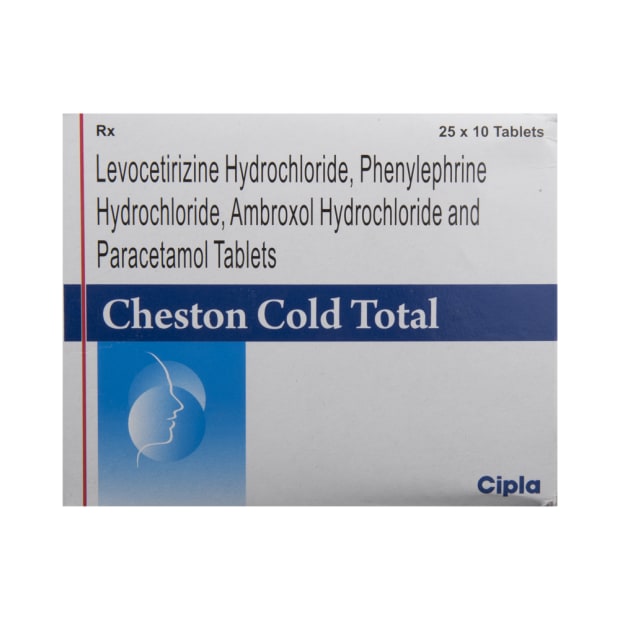 Rx
25 x 10 Tablets
Levocetirizine Hydrochloride, Phenylephrine
Hydrochloride, Ambroxol Hydrochloride and
Paracetamol Tablets
Cheston Cold Total
Cipla